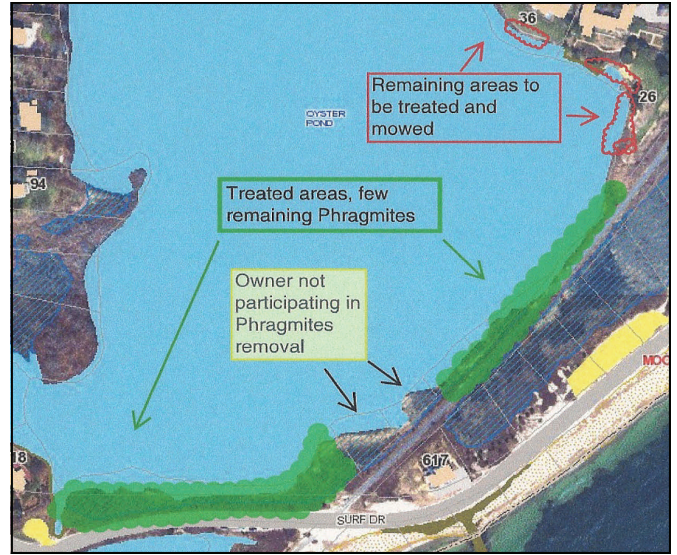 36
Remaining areas to
be treated and
mowed
26
OYSTER
POND
94
Treated areas, few
remaining Phragmites
Owner not
participating in
Phragmites
removal
MOO
18
617
SURF DR